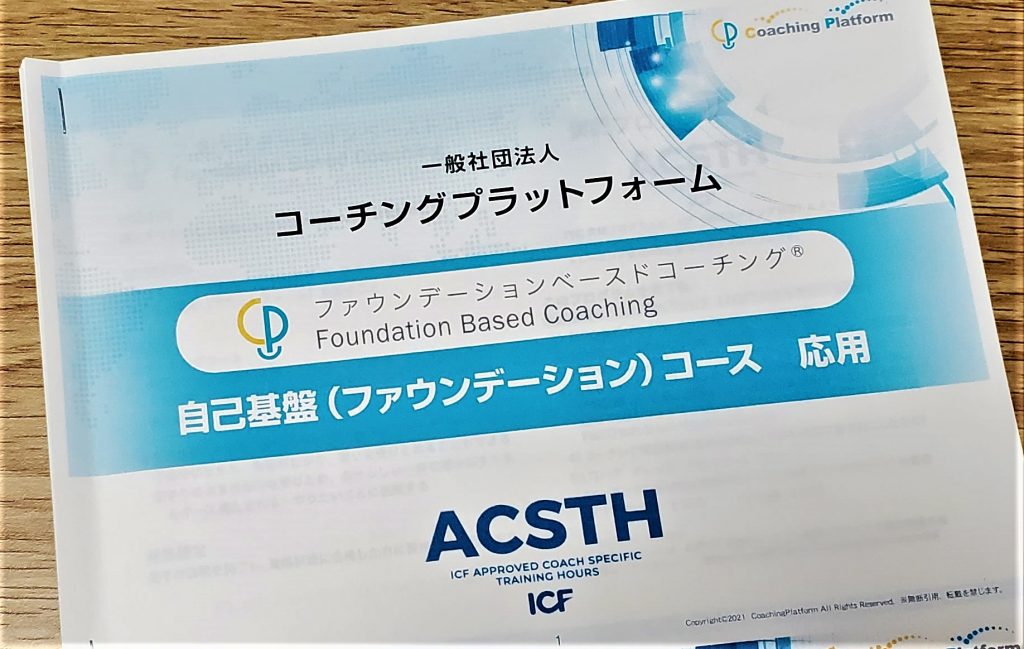 Coaching Platform
一般社団法人
コーチングプラットフォーム
ファウンデーションベースドコーチング®
Foundation Based Coaching
自己基盤（ファウンデーション）コース　応用
ACSTH
ICF APPROVED COACH SPECIFIC
TRAINING HOURS
ICF
Copyright©2021 CoachingPlatform All Rights Reserved. ※無断引用、転載を禁じます。
1
Coaching Platform